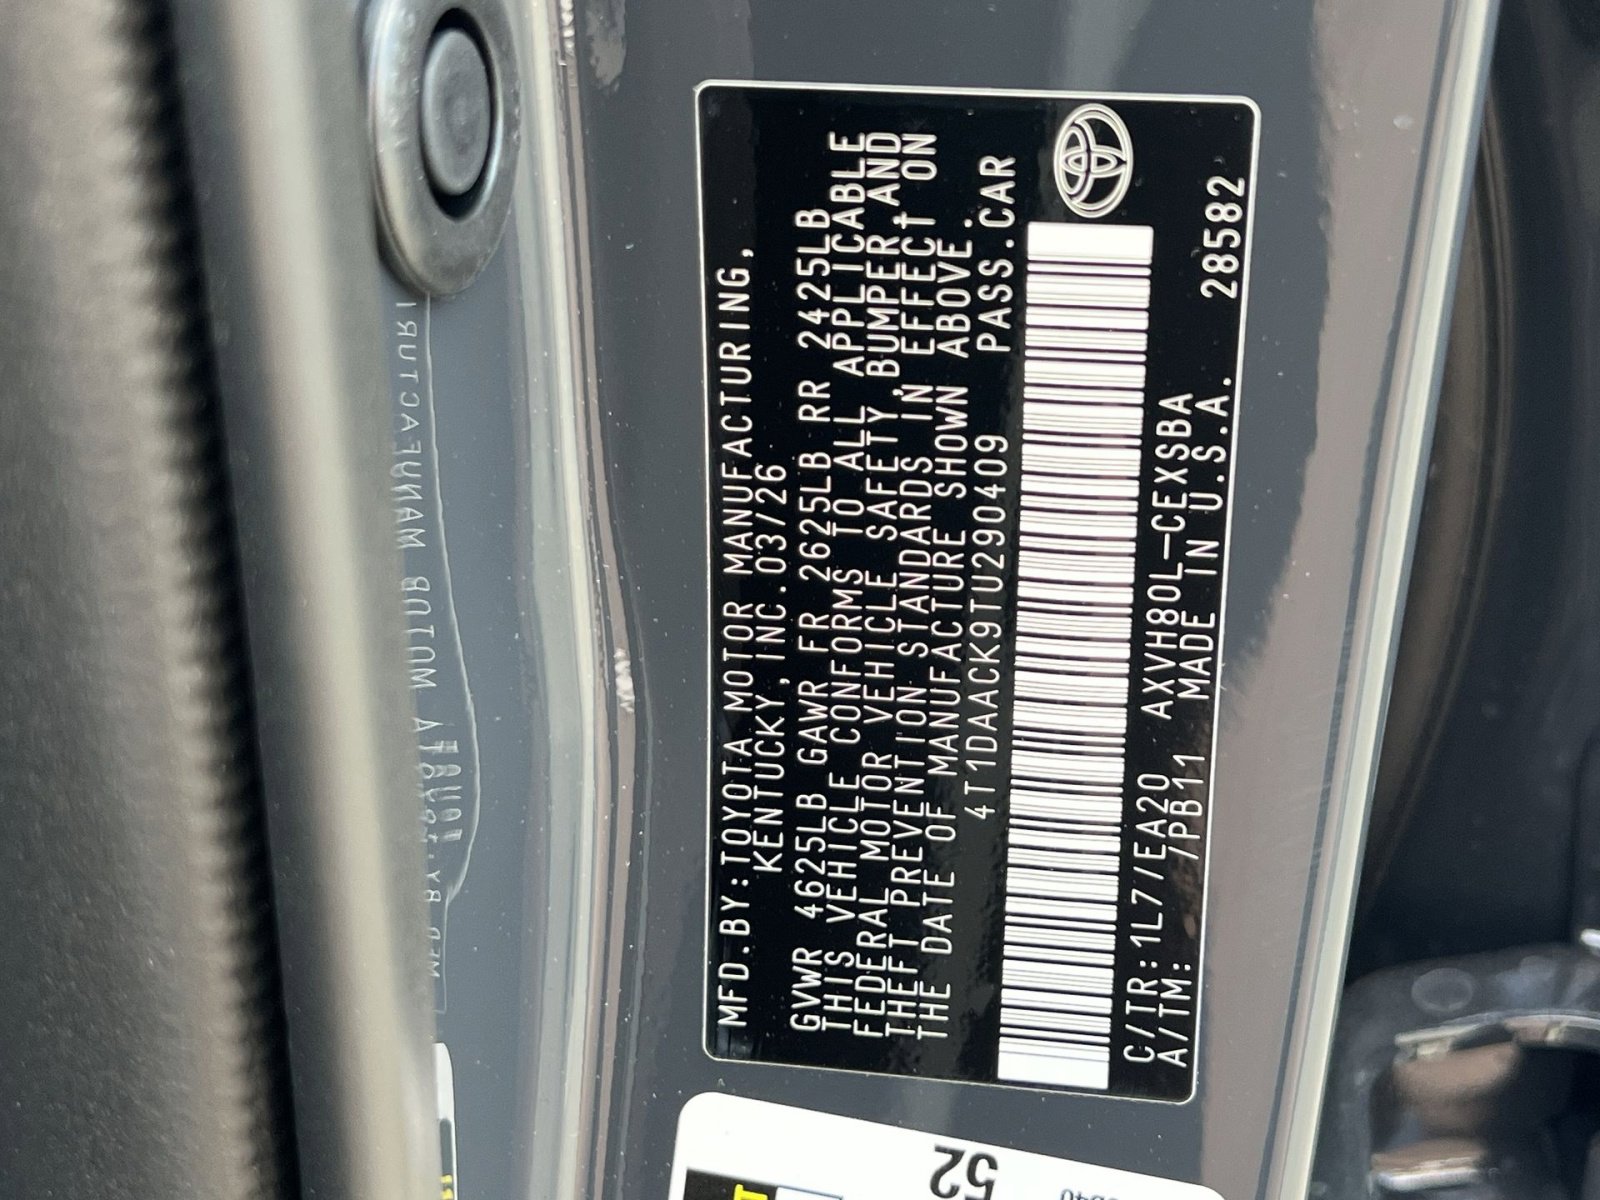 MFD.BY:TOYOTA MOTOR MANUFACTURING,
KENTUCKY,INC.03/26
GVWR 4625LB GAWR FR 2625LB RR 2425LB
THIS VEHICLE CONFORMS TO ALL APPLICABLE
FEDERAL MOTOR VEHICLE SAFETY,BUMPER,AND
THEFT PREVENTION STANDARDS IN EFFECT ON
THE DATE OF MANUFACTURE SHOWN ABOVE.
4T1DAACK9TU290409 PASS.CAR
C/TR:1L7/EA20 AXVH80L-CEXSBA
A/TM: /PB11 MADE IN U.S.A. 28582
52